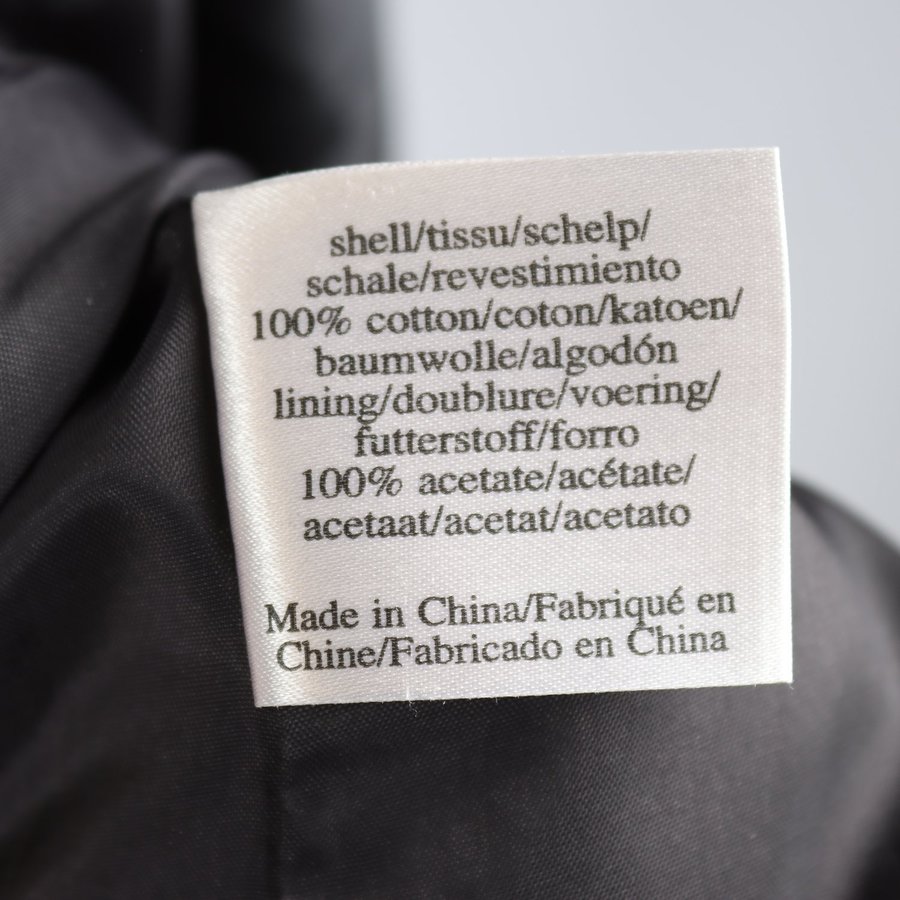 shell/tissu/schelp/
schale/revestimiento
100% cotton/coton/katoen/
baumwolle/algodón
lining/doublure/voering/
futterstoff/forro
100% acetate/acétate/
acetaat/acetat/acetato
Made in China/Fabriqué en
Chine/Fabricado en China